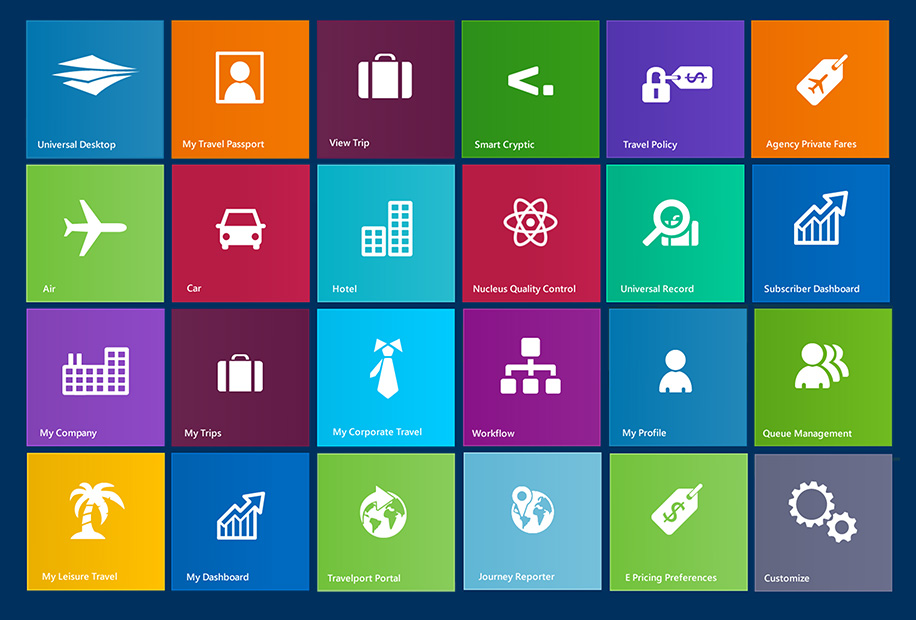 Universal Desktop
My Travel Passport
View Trip
Smart Cryptic
Travel Policy
Agency Private Fares
Air
Car
Hotel
Nucleus Quality Control
Universal Record
Subscriber Dashboard
My Company
My Trips
My Corporate Travel
Workflow
My Profile
Queue Management
My Leisure Travel
My Dashboard
Travelport Portal
Journey Reporter
E Pricing Preferences
Customize